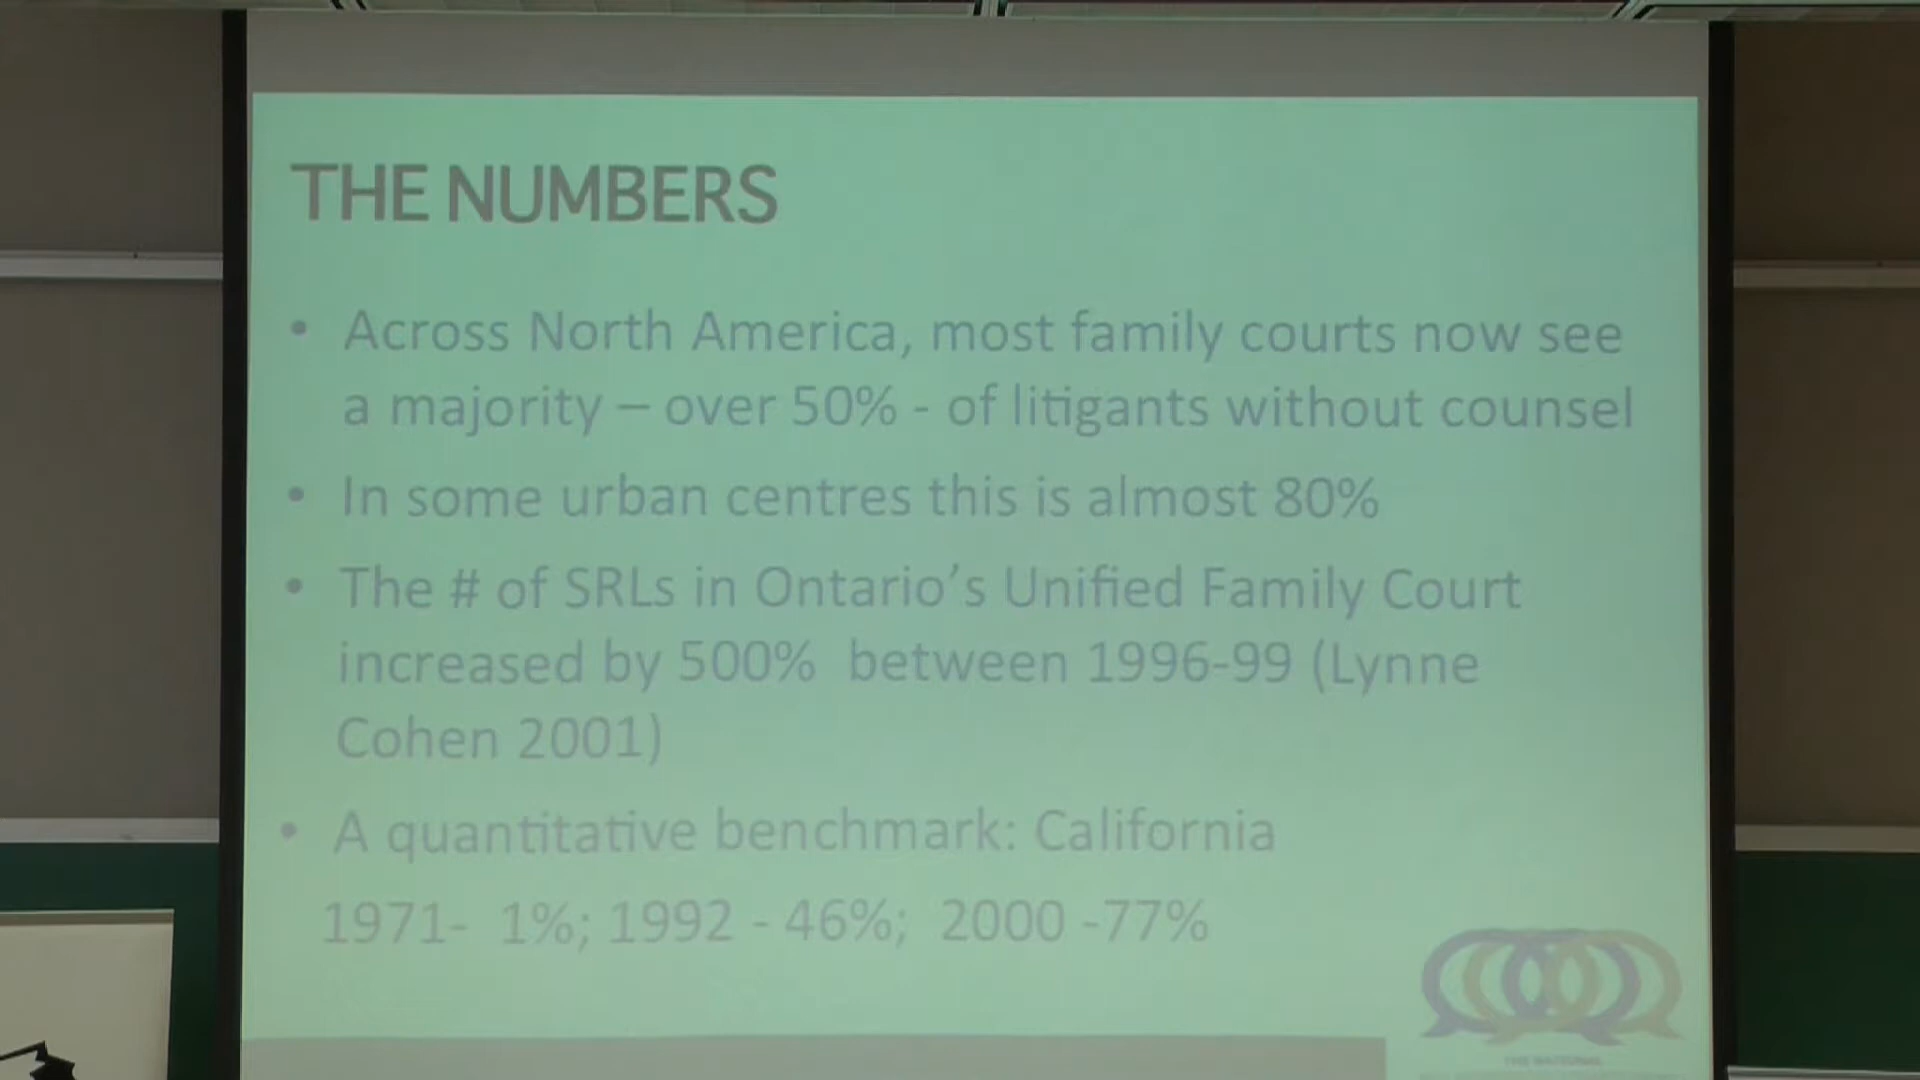 THE NUMBERS
• Across North America, most family courts now see
a majority – over 50% - of litigants without counsel
• In some urban centres this is almost 80%
• The # of SRLs in Ontario's Unified Family Court
increased by 500%  between 1996-99 (Lynne
Cohen 2001)
• A quantitative benchmark: California
1971-  1%; 1992 - 46%;  2000 -77%
THE NATIONAL